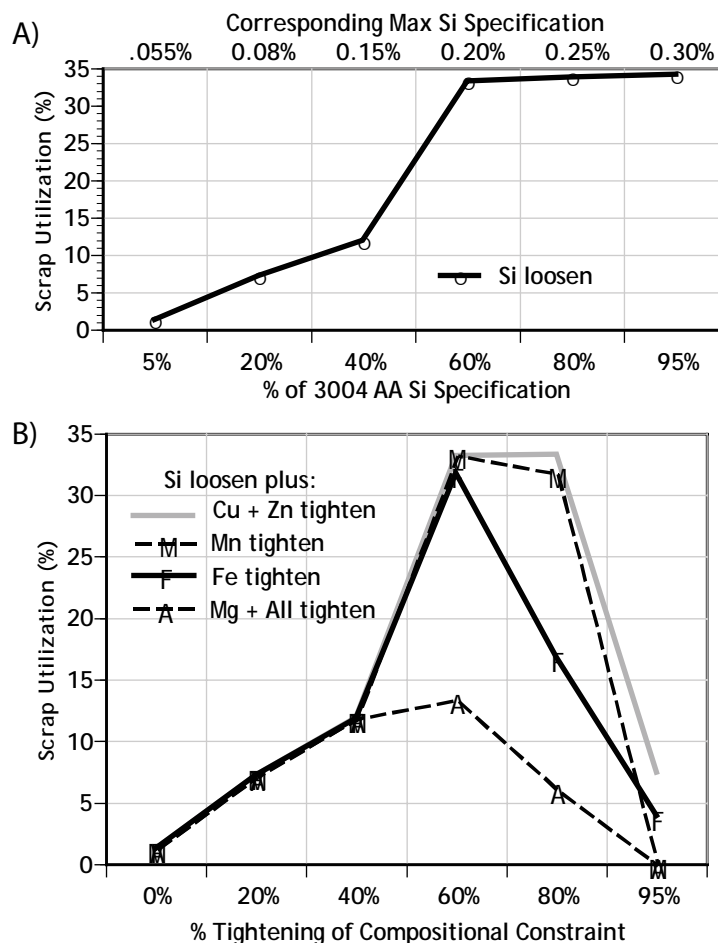 A)
Corresponding Max Si Specification
.055% 0.08% 0.15% 0.20% 0.25% 0.30%
35
30
25
20
15
10
5
0
Scrap Utilization (%)
Si loosen
5% 20% 40% 60% 80% 95%
% of 3004 AA Si Specification
B)
35
30
25
20
15
10
5
0
Scrap Utilization (%)
Si loosen plus:
Cu + Zn tighten
M Mn tighten
F Fe tighten
A Mg + All tighten
M
M
F
A
F
A
F
M
0% 20% 40% 60% 80% 95%
% Tightening of Compositional Constraint